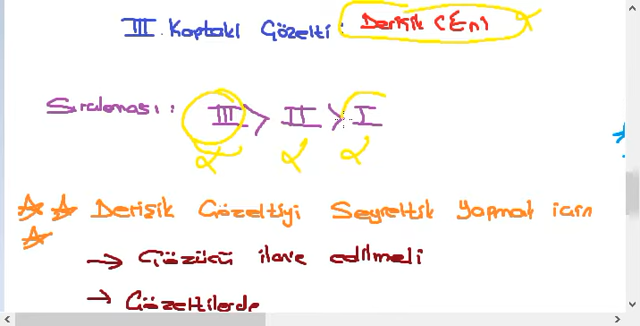 III. Kaptaki Çözelti: Derişik (En)
Sıralaması: III > II > I
Derişik Çözeltiyi Seyreltik Yapmak için
→ Çözücü ilave edilmeli
→ Çözeltilerde